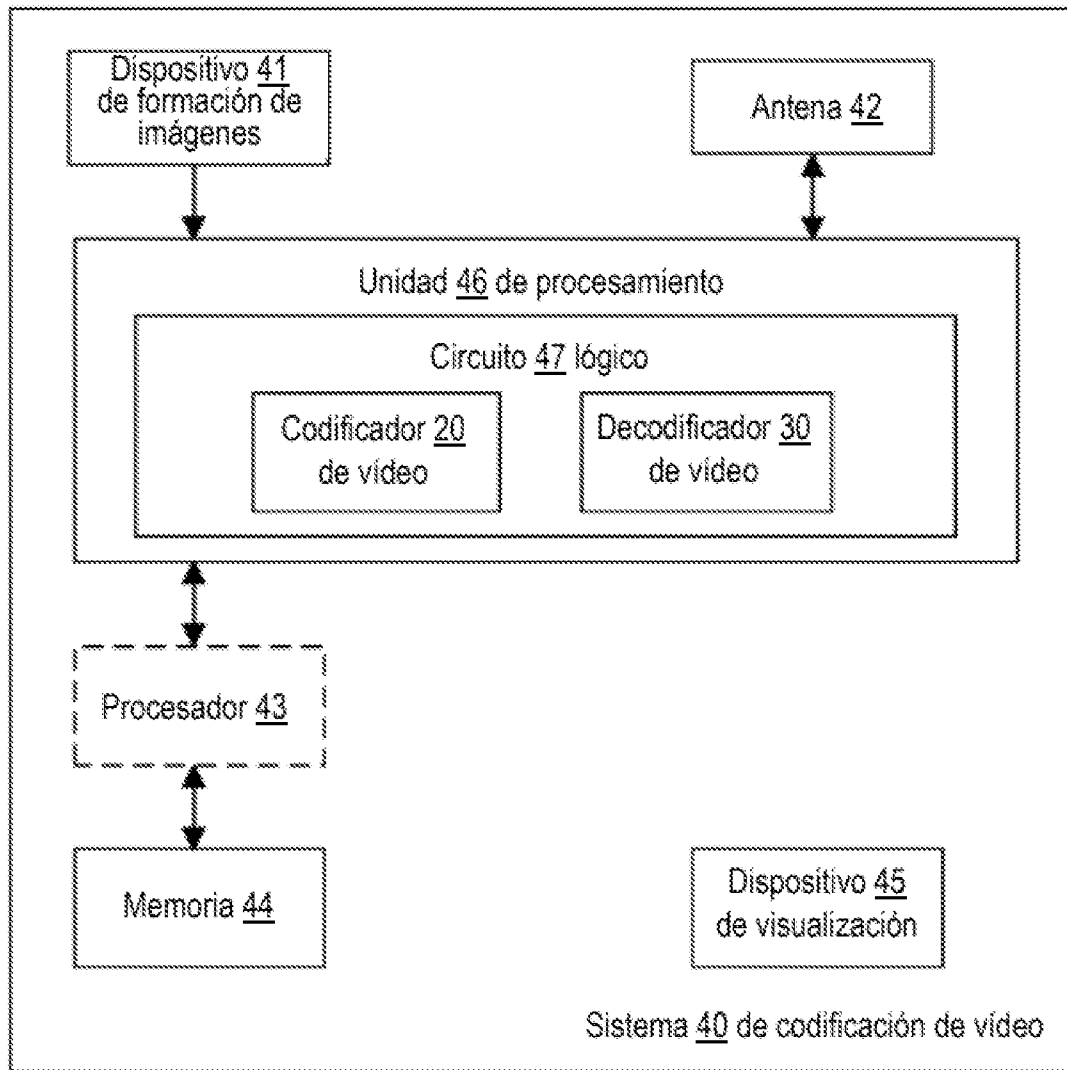 Dispositivo 41
de formación de
imágenes
Antena 42
Unidad 46 de procesamiento
Circuito 47 lógico
Codificador 20
de vídeo
Decodificador 30
de vídeo
Procesador 43
Memoria 44
Dispositivo 45
de visualización
Sistema 40 de codificación de vídeo